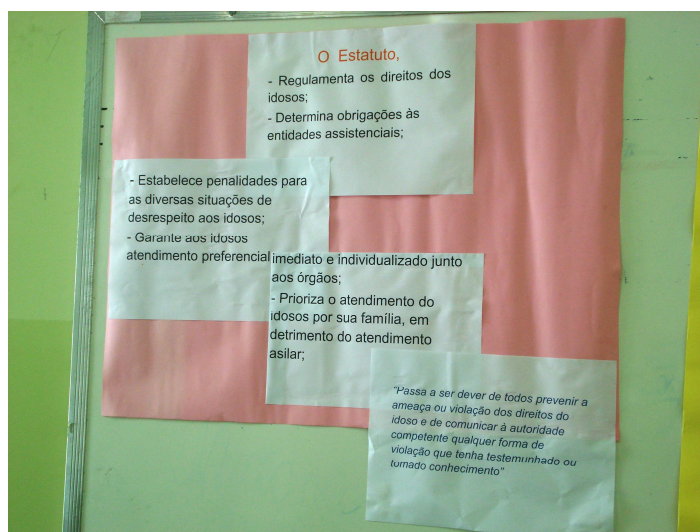 O Estatuto,
- Regulamenta os direitos dos
idosos;
- Determina obrigações às
entidades assistenciais;
- Estabelece penalidades para
as diversas situações de
desrespeito aos idosos;
- Garante aos idosos
atendimento preferencial
imediato e individualizado junto
aos órgãos;
- Prioriza o atendimento do
idosos por sua família, em
detrimento do atendimento
asilar;
"Passa a ser dever de todos prevenir a
ameaça ou violação dos direitos do
idoso e de comunicar à autoridade
competente qualquer forma de
violação que tenha testemunhado ou
tomado conhecimento"